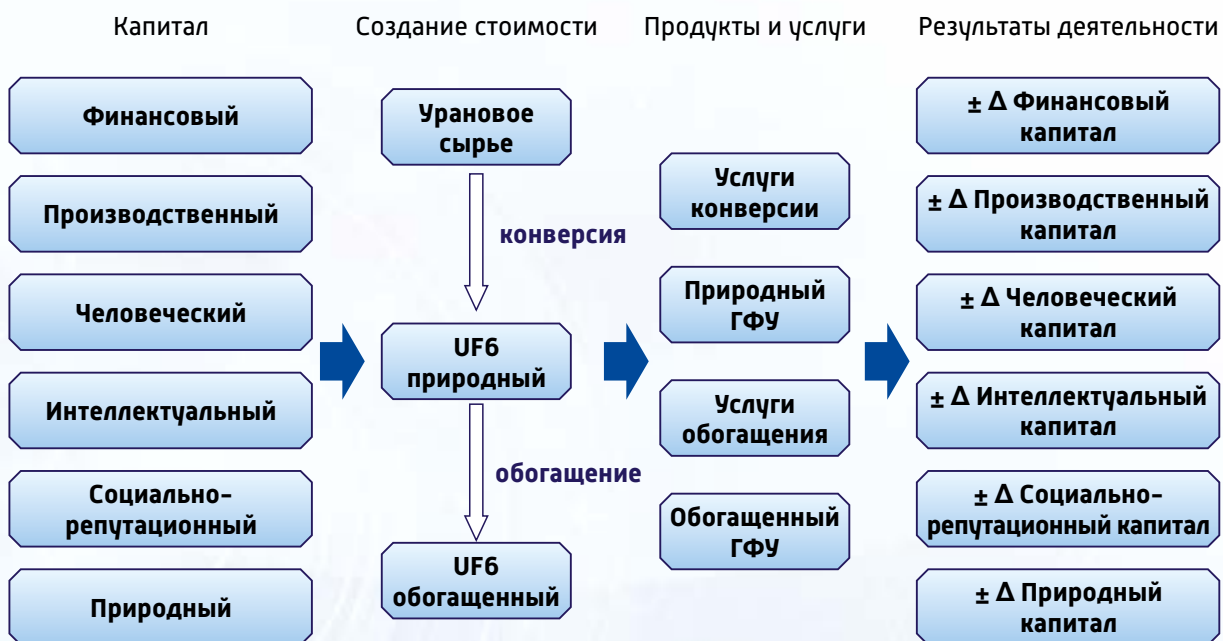 Капитал
Создание стоимости
Продукты и услуги
Результаты деятельности
Финансовый
Производственный
Человеческий
Интеллектуальный
Социально-
репутационный
Природный
Урановое
сырье
конверсия
UF6
природный
обогащение
UF6
обогащенный
Услуги
конверсии
Природный
ГФУ
Услуги
обогащения
Обогащенный
ГФУ
± Δ Финансовый
капитал
± Δ Производственный
капитал
± Δ Человеческий
капитал
± Δ Интеллектуальный
капитал
± Δ Социально-
репутационный капитал
± Δ Природный
капитал